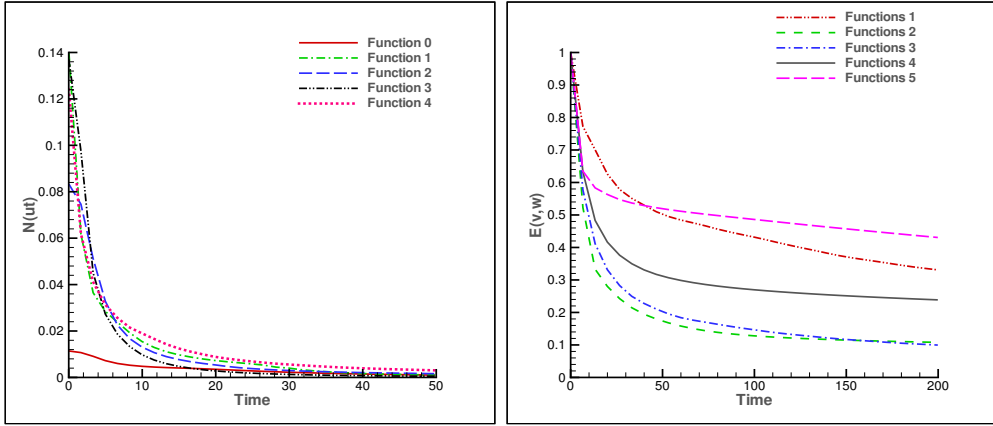 Function 0
Function 1
Function 2
Function 3
Function 4
N(ut)
0.14
0.12
0.1
0.08
0.06
0.04
0.02
0
0 10 20 30 40 50
Time
Functions 1
Functions 2
Functions 3
Functions 4
Functions 5
E(v,w)
1
0.9
0.8
0.7
0.6
0.5
0.4
0.3
0.2
0.1
0
0 50 100 150 200
Time